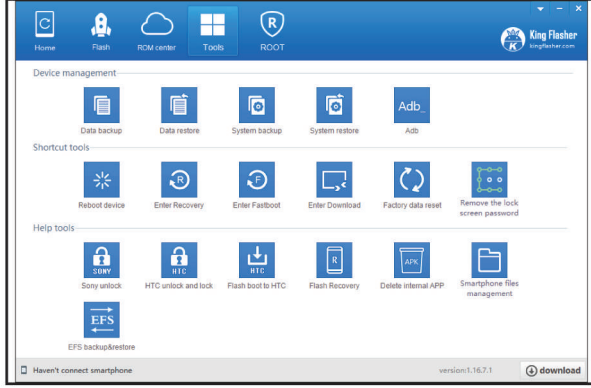 Home Flash ROM center Tools R ROOT
King Flasher
kingflasher.com
Device management
Adb_
Data backup Data restore System backup System restore Adb
Shortcut tools
R F
Reboot device Enter Recovery Enter Fastboot Enter Download Factory data reset Remove the lock
screen password
Help tools
SONY HTC HTC R APK
Sony unlock HTC unlock and lock Flash boot to HTC Flash Recovery Delete internal APP Smartphone files
management
EFS
EFS backup&restore
Haven't connect smartphone version:1.16.7.1 download